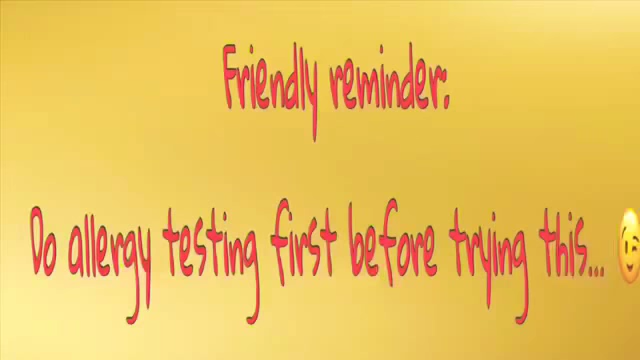 Friendly reminder:
Do allergy testing first before trying this... 😉